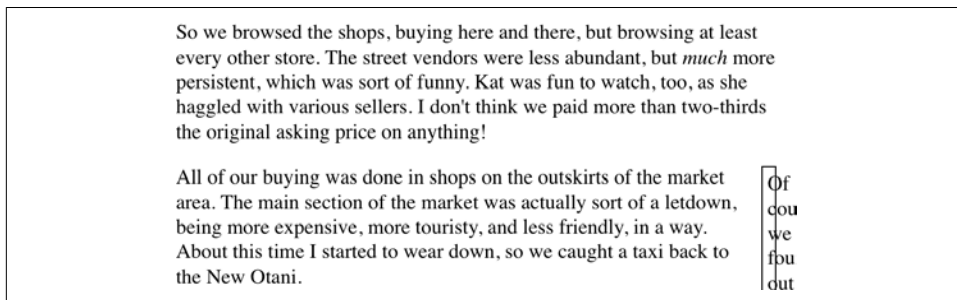 So we browsed the shops, buying here and there, but browsing at least
every other store. The street vendors were less abundant, but much more
persistent, which was sort of funny. Kat was fun to watch, too, as she
haggled with various sellers. I don't think we paid more than two-thirds
the original asking price on anything!
All of our buying was done in shops on the outskirts of the market
area. The main section of the market was actually sort of a letdown,
being more expensive, more touristy, and less friendly, in a way.
About this time I started to wear down, so we caught a taxi back to
the New Otani.
Of
cou
we
fou
out